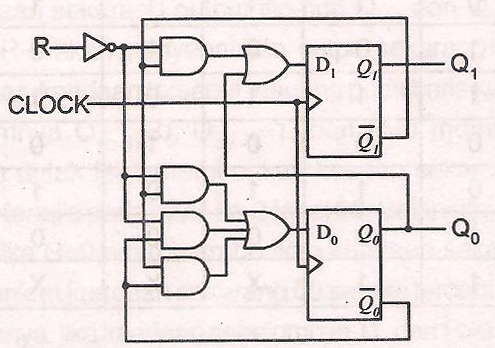 R
D₁ Q₁ Q₁
CLOCK
Q̅₁
D₀ Q₀ Q₀
Q̅₀